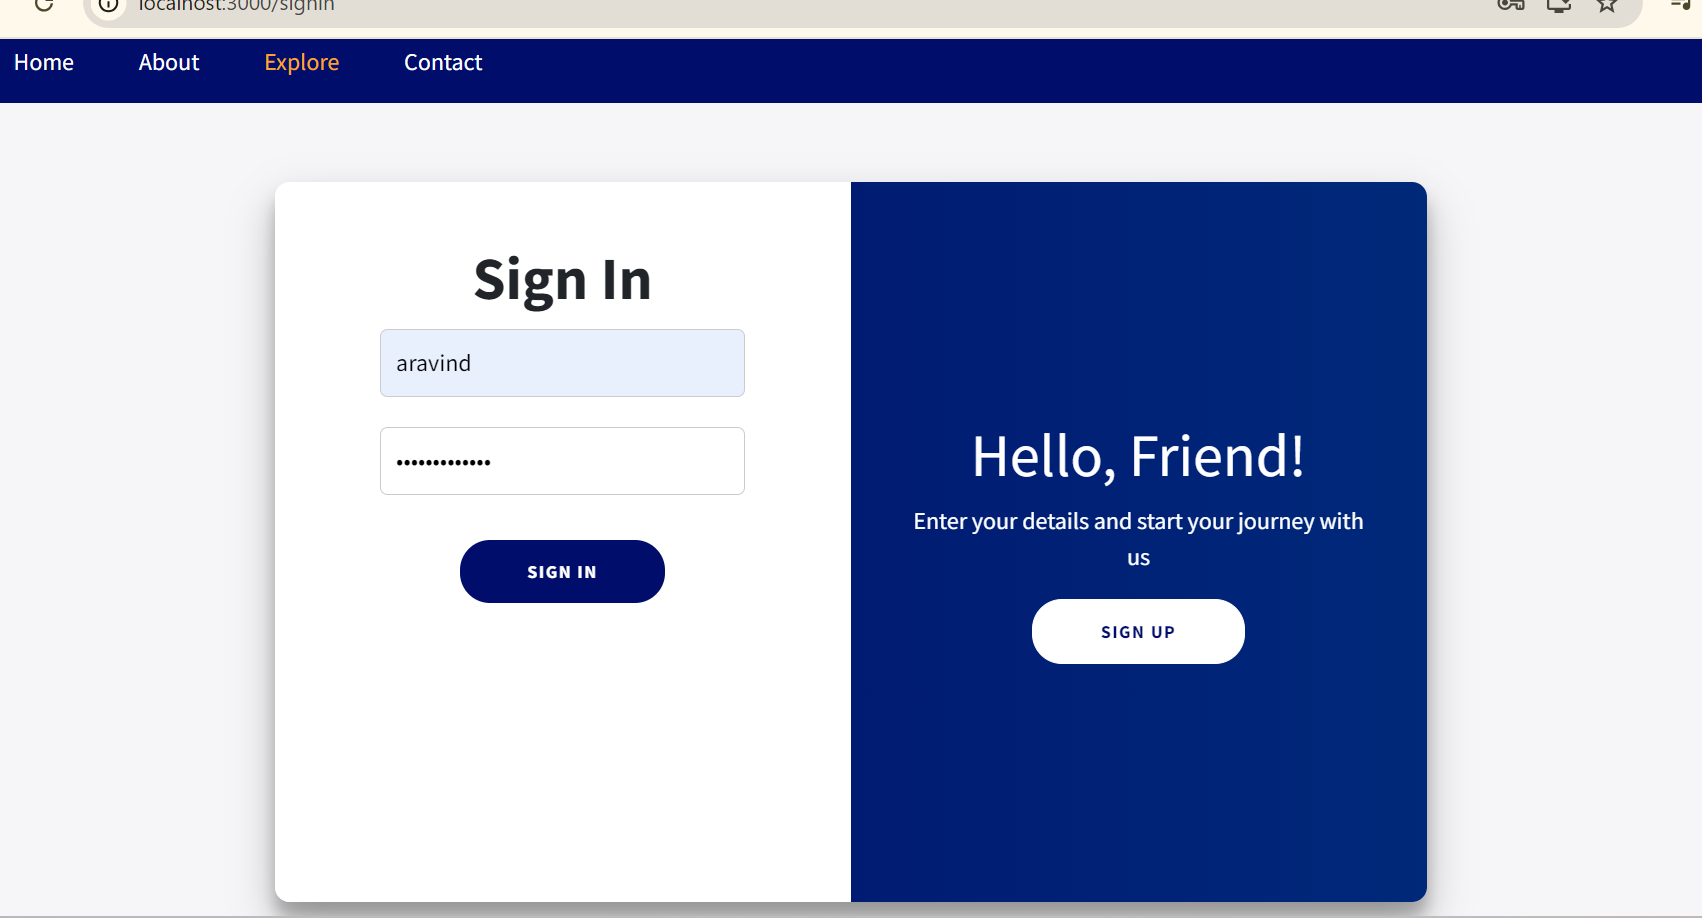 localhost:3000/signin
Home About Explore Contact
Sign In
aravind
•••••••••••••
SIGN IN
Hello, Friend!
Enter your details and start your journey with
us
SIGN UP